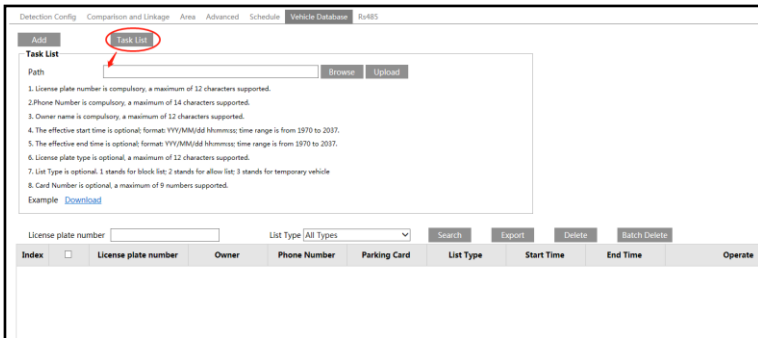 Detection Config Comparison and Linkage Area Advanced Schedule Vehicle Database Rs485
Add Task List
Task List
Path Browse Upload
1. License plate number is compulsory, a maximum of 12 characters supported.
2.Phone Number is compulsory, a maximum of 14 characters supported.
3. Owner name is compulsory, a maximum of 12 characters supported.
4. The effective start time is optional; format: YYY/MM/dd hh:mm:ss; time range is from 1970 to 2037.
5. The effective end time is optional; format: YYY/MM/dd hh:mm:ss; time range is from 1970 to 2037.
6. License plate type is optional, a maximum of 12 characters supported.
7. List Type is optional. 1 stands for block list; 2 stands for allow list; 3 stands for temporary vehicle
8. Card Number is optional, a maximum of 9 numbers supported.
Example Download
License plate number List Type All Types Search Export Delete Batch Delete
Index License plate number Owner Phone Number Parking Card List Type Start Time End Time Operate